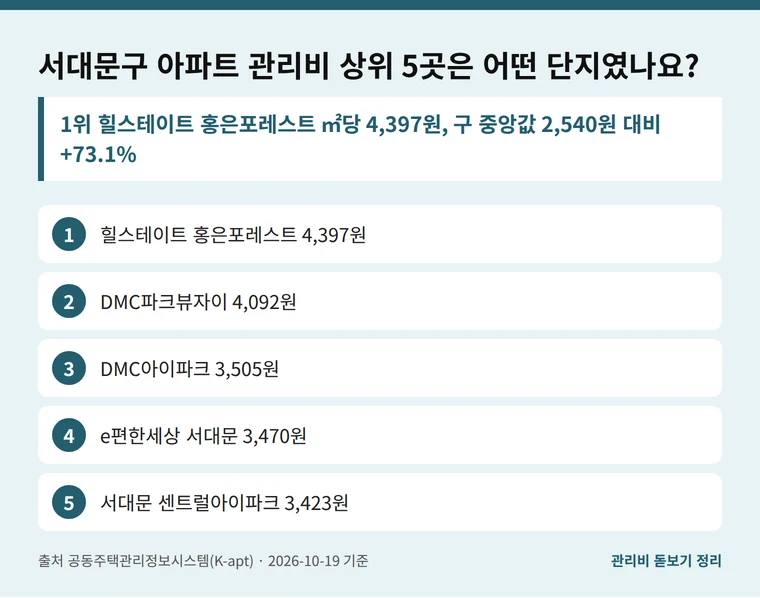 서대문구 아파트 관리비 상위 5곳은 어떤 단지였나요?
1위 힐스테이트 홍은포레스트 ㎡당 4,397원, 구 중앙값 2,540원 대비
+73.1%
1 힐스테이트 홍은포레스트 4,397원
2 DMC파크뷰자이 4,092원
3 DMC아이파크 3,505원
4 e편한세상 서대문 3,470원
5 서대문 센트럴아이파크 3,423원
출처 공동주택관리정보시스템(K-apt) · 2026-10-19 기준
관리비 돋보기 정리